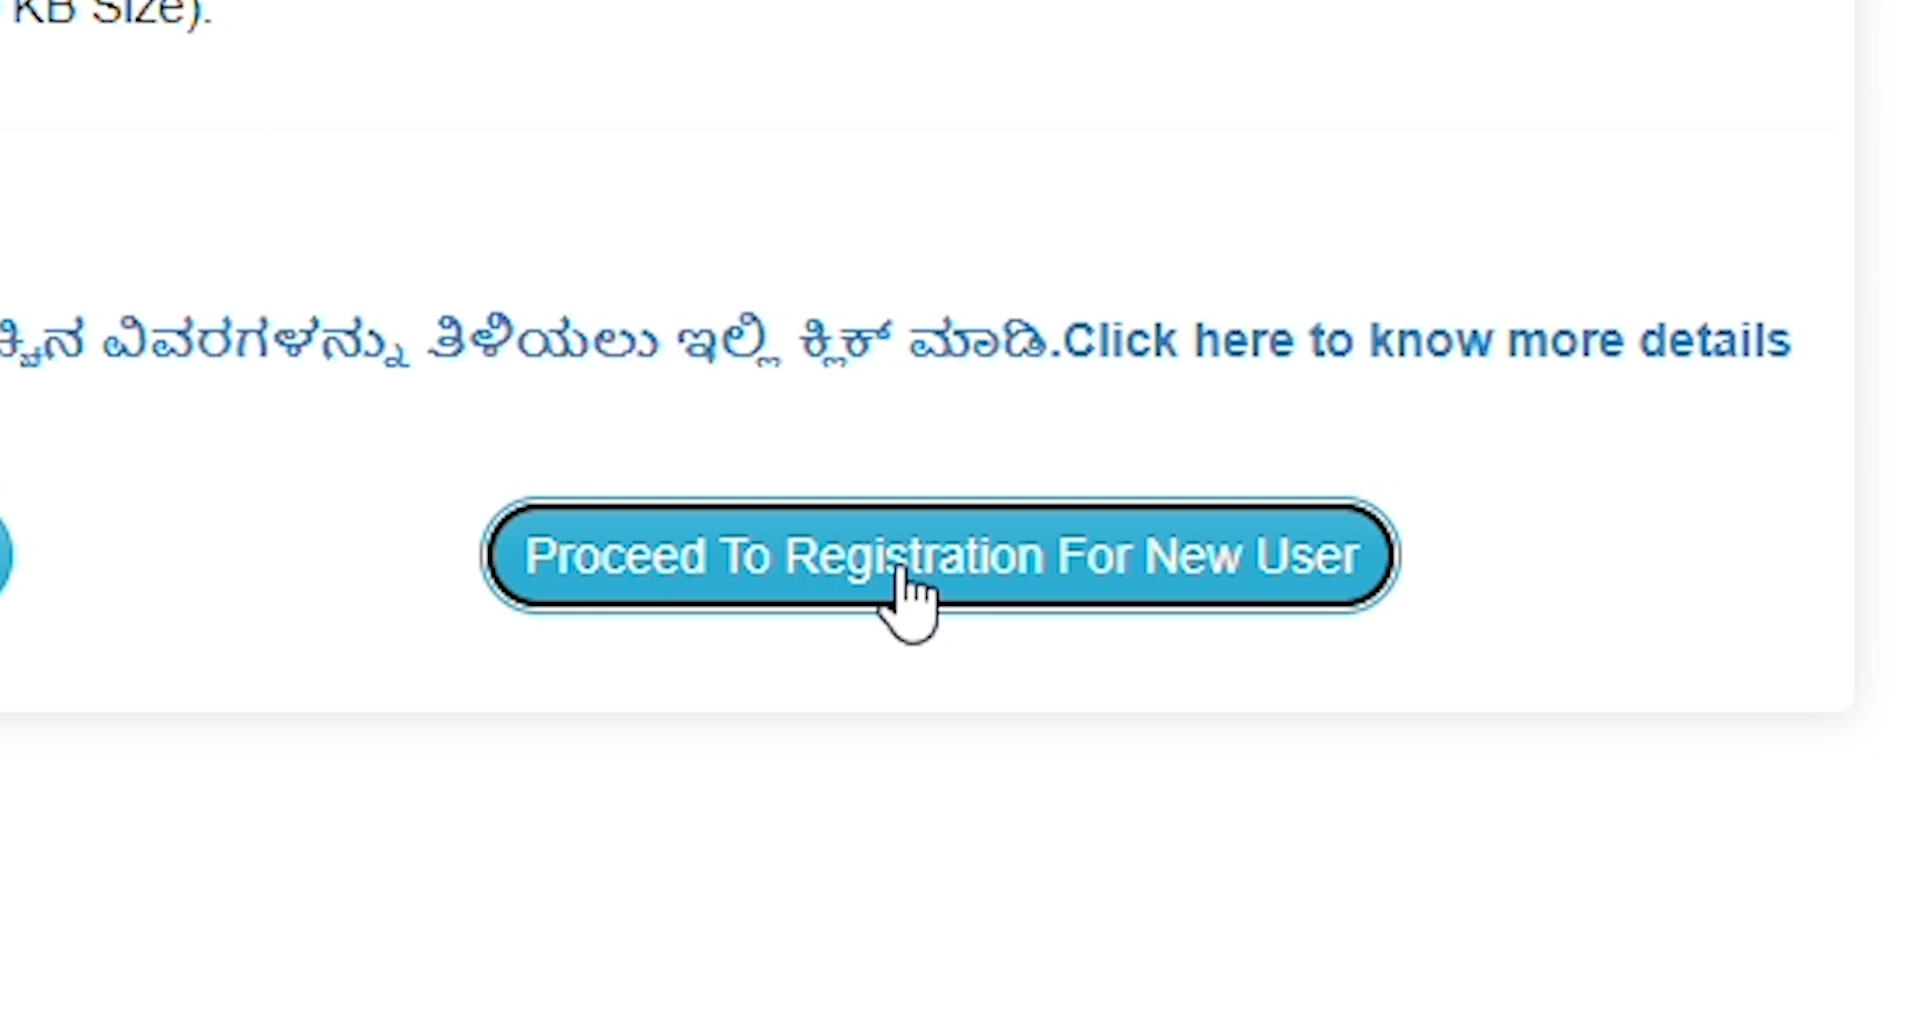 KB Size).
ವಿವರಗಳನ್ನು ತಿಳಿಯಲು ಇಲ್ಲಿ ಕ್ಲಿಕ್ ಮಾಡಿ.Click here to know more details
Proceed To Registration For New User